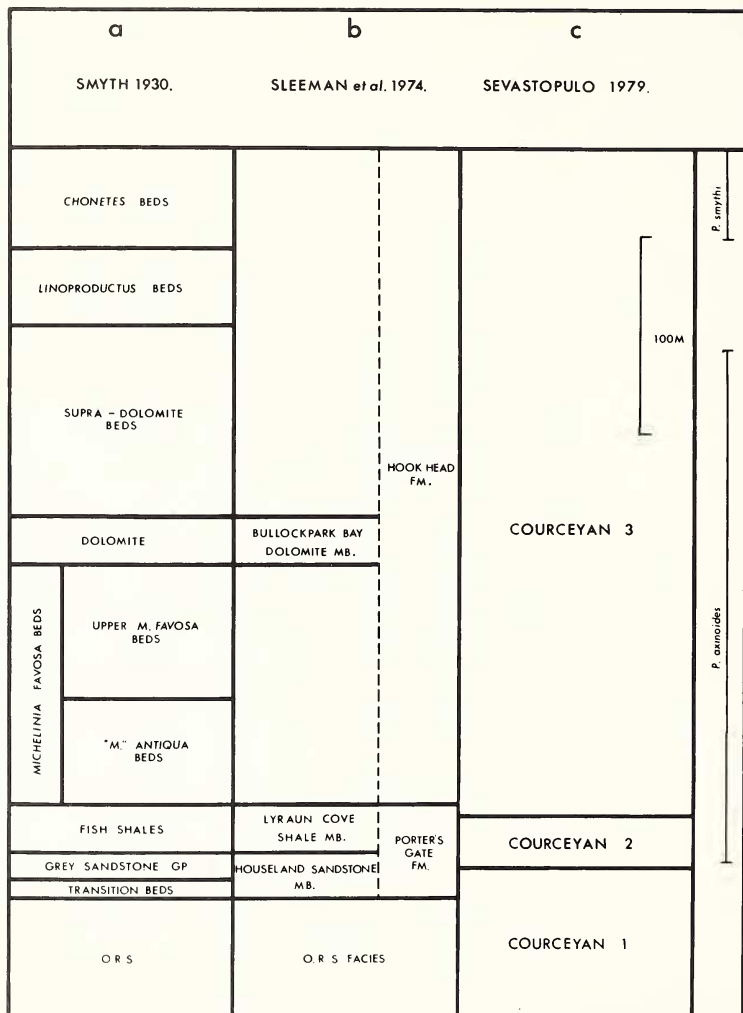 a
b
c
SMYTH 1930.
SLEEMAN et al. 1974.
SEVASTOPULO 1979.
CHONETES BEDS
LINOPRODUCTUS BEDS
SUPRA – DOLOMITE
BEDS
DOLOMITE
MICHELINIA FAVOSA BEDS
UPPER M. FAVOSA
BEDS
"M." ANTIQUA
BEDS
FISH SHALES
GREY SANDSTONE GP
TRANSITION BEDS
O R S
BULLOCKPARK BAY
DOLOMITE MB.
LYRAUN COVE
SHALE MB.
HOUSELAND SANDSTONE
MB.
O. R S FACIES
HOOK HEAD
FM.
PORTER'S
GATE
FM.
100M
COURCEYAN 3
COURCEYAN 2
COURCEYAN 1
P. smythi
P. axinoides